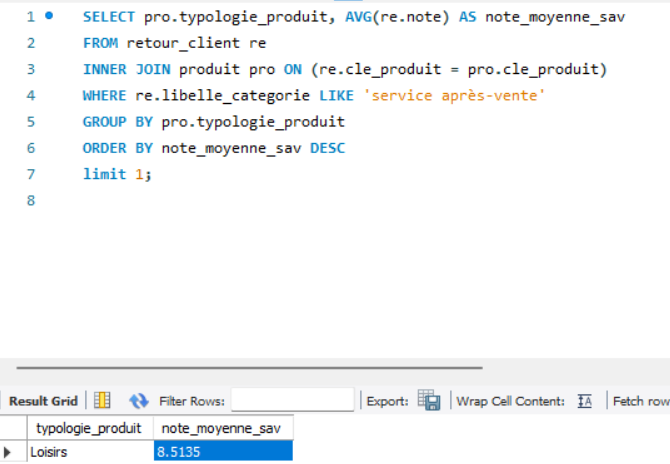 1 SELECT pro.typologie_produit, AVG(re.note) AS note_moyenne_sav
2 FROM retour_client re
3 INNER JOIN produit pro ON (re.cle_produit = pro.cle_produit)
4 WHERE re.libelle_categorie LIKE 'service après-vente'
5 GROUP BY pro.typologie_produit
6 ORDER BY note_moyenne_sav DESC
7 limit 1;
8
Result Grid Filter Rows: Export: Wrap Cell Content: IA Fetch row
typologie_produit note_moyenne_sav
Loisirs 8.5135